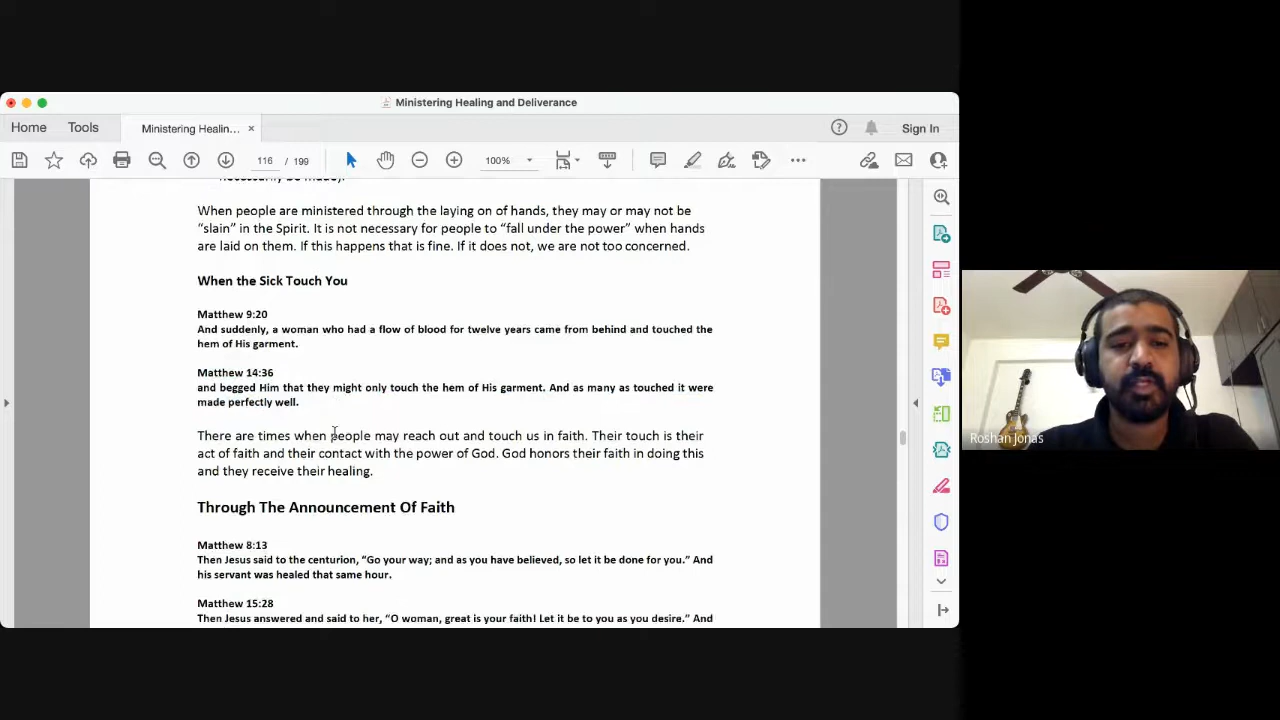 Ministering Healing and Deliverance
Home
Tools
Ministering Healin... ×
Sign In
116 / 199
100%
necessarily be made).
When people are ministered through the laying on of hands, they may or may not be
“slain” in the Spirit. It is not necessary for people to “fall under the power” when hands
are laid on them. If this happens that is fine. If it does not, we are not too concerned.
When the Sick Touch You
Matthew 9:20
And suddenly, a woman who had a flow of blood for twelve years came from behind and touched the
hem of His garment.
Matthew 14:36
and begged Him that they might only touch the hem of His garment. And as many as touched it were
made perfectly well.
There are times when people may reach out and touch us in faith. Their touch is their
act of faith and their contact with the power of God. God honors their faith in doing this
and they receive their healing.
Through The Announcement Of Faith
Matthew 8:13
Then Jesus said to the centurion, “Go your way; and as you have believed, so let it be done for you.” And
his servant was healed that same hour.
Matthew 15:28
Then Jesus answered and said to her, “O woman, great is your faith! Let it be to you as you desire.” And
Roshan Jonas